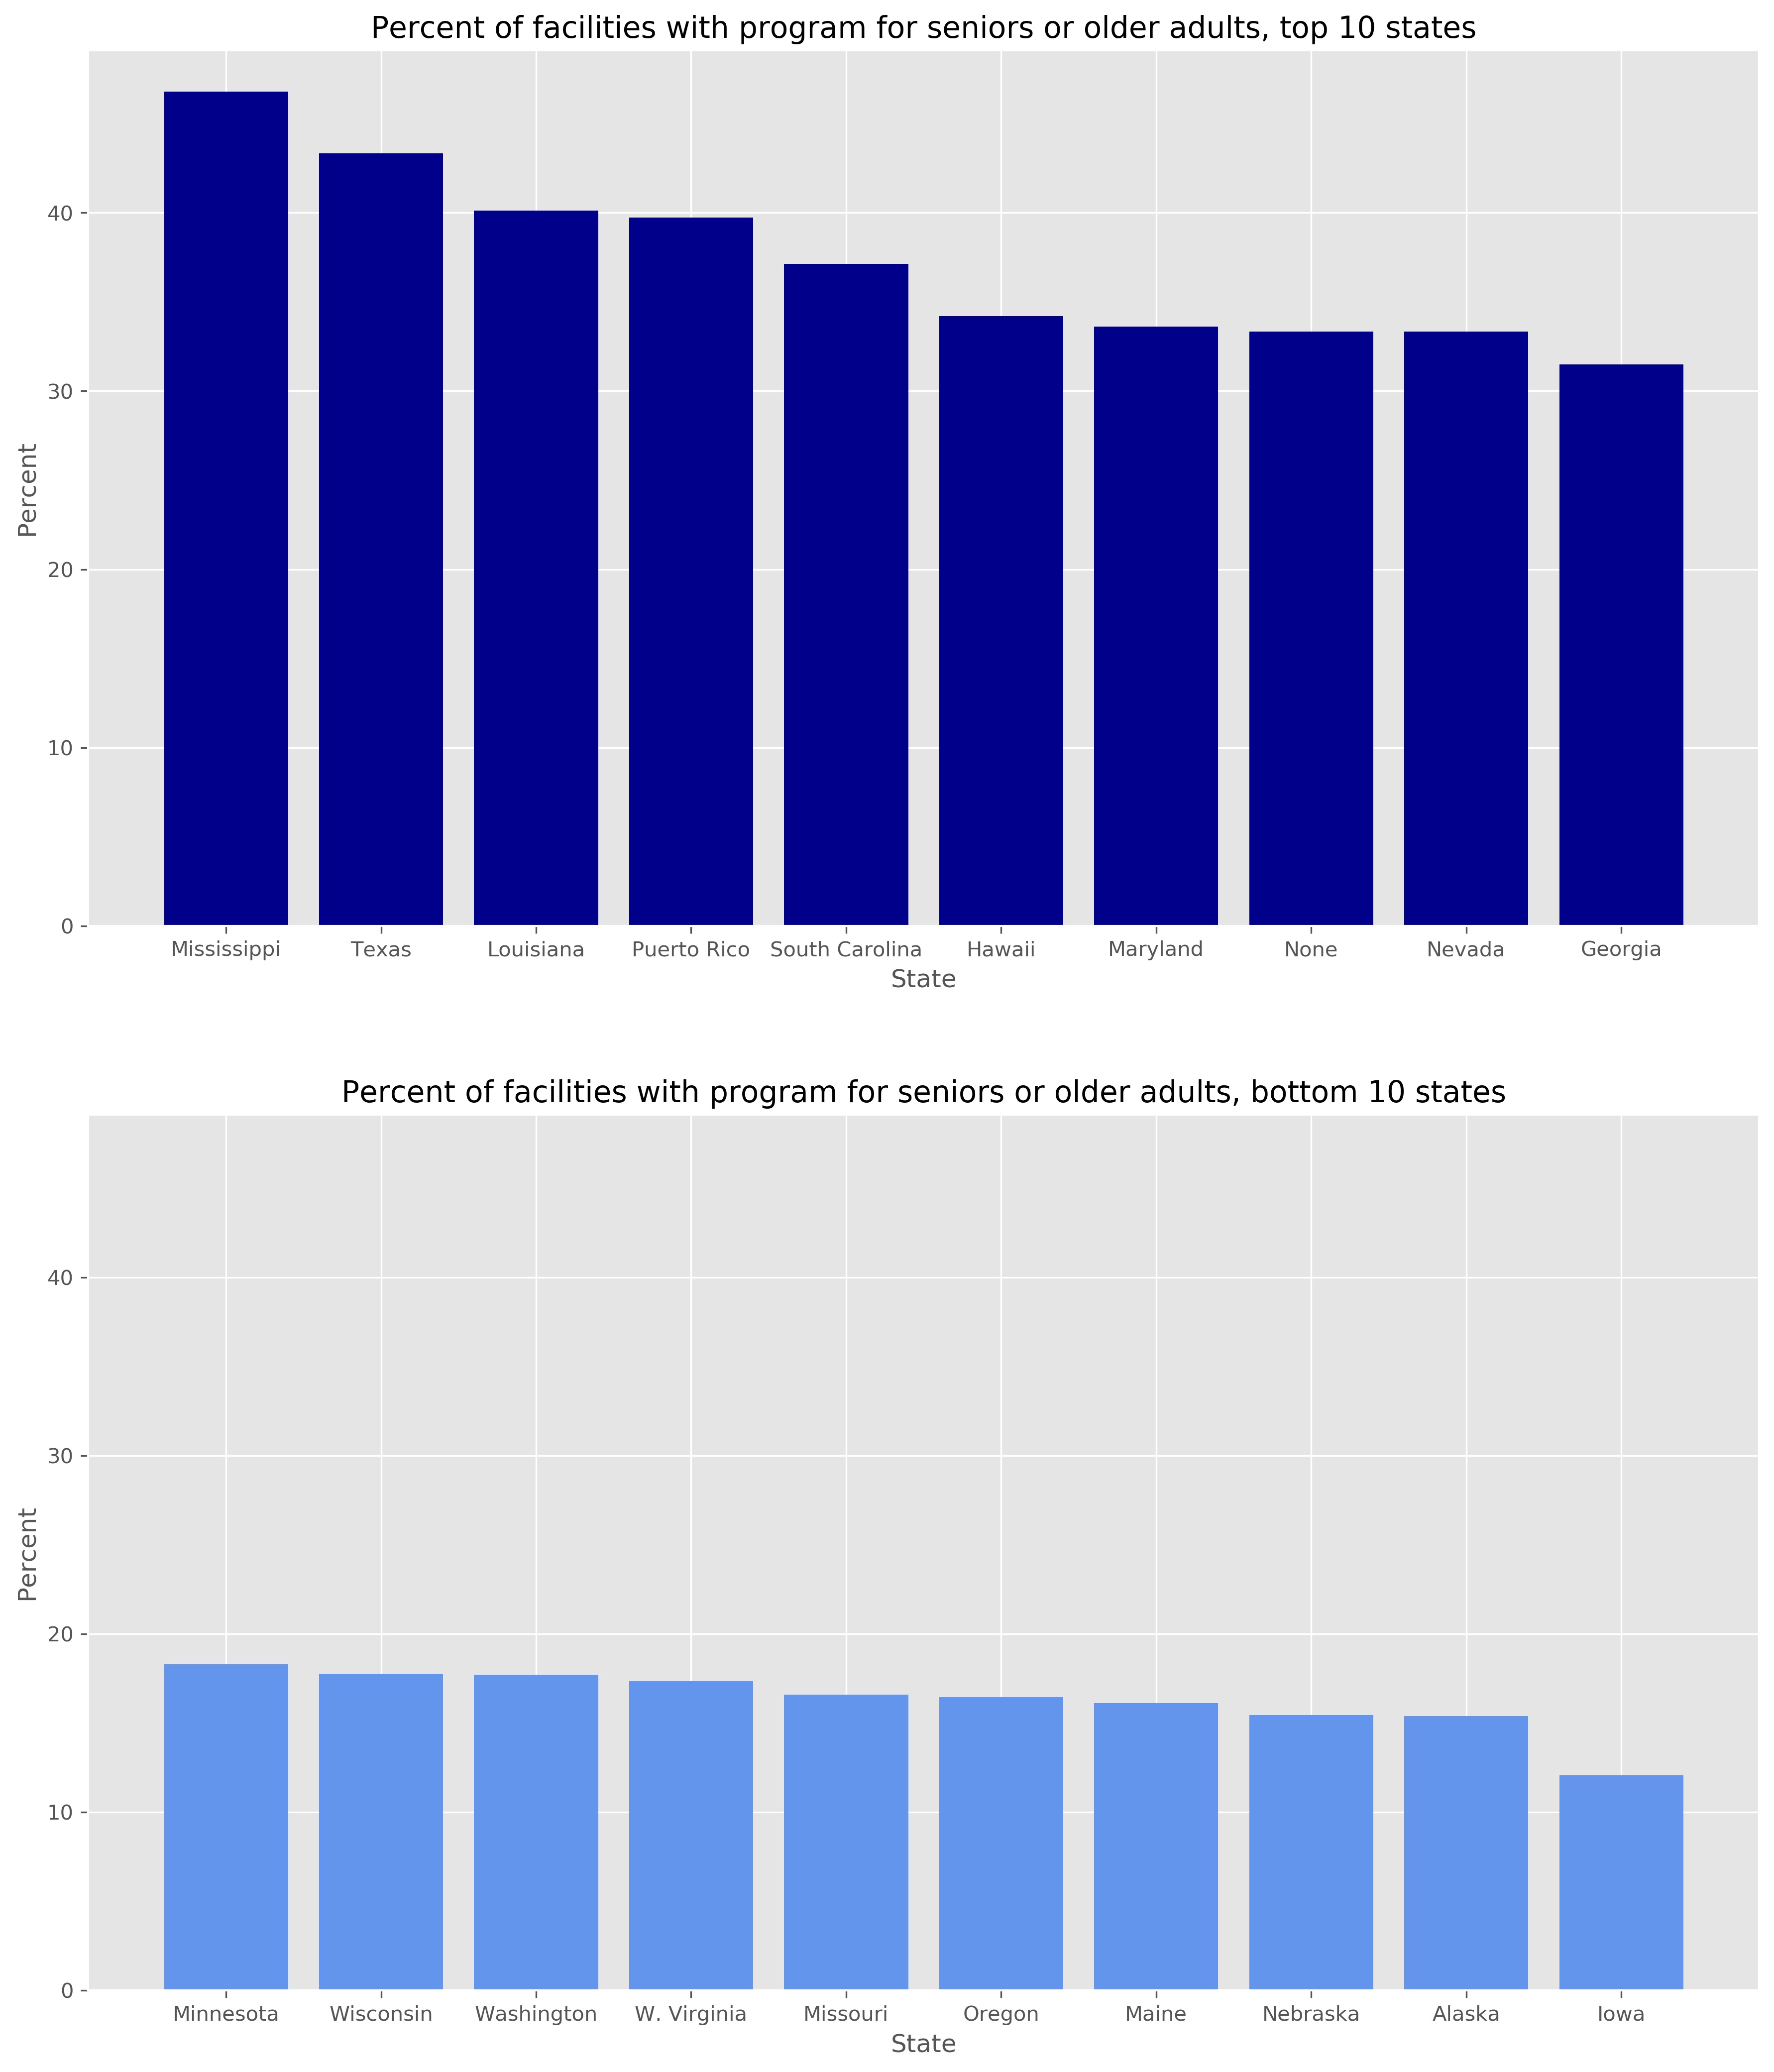 Percent of facilities with program for seniors or older adults, top 10 states
Percent
40
30
20
10
0
Mississippi Texas Louisiana Puerto Rico South Carolina Hawaii Maryland None Nevada Georgia
State
Percent of facilities with program for seniors or older adults, bottom 10 states
Percent
40
30
20
10
0
Minnesota Wisconsin Washington W. Virginia Missouri Oregon Maine Nebraska Alaska Iowa
State